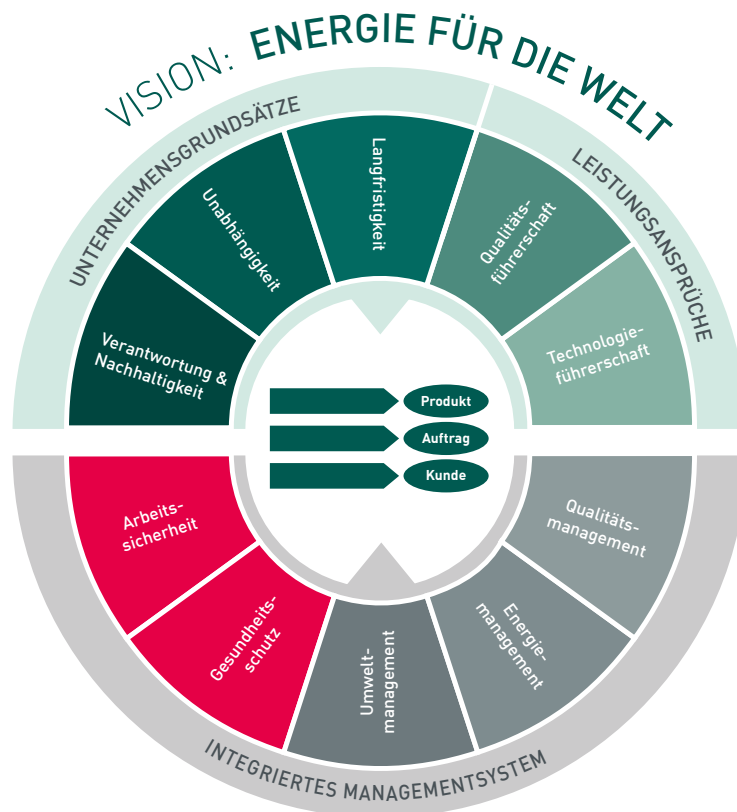 VISION: ENERGIE FÜR DIE WELT
UNTERNEHMENSGRUNDSÄTZE
LEISTUNGSANSPRÜCHE
Verantwortung &
Nachhaltigkeit
Unabhängigkeit
Langfristigkeit
Qualitäts-
führerschaft
Technologie-
führerschaft
Produkt
Auftrag
Kunde
Arbeits-
sicherheit
Gesundheits-
schutz
Umwelt-
management
Energie-
management
Qualitäts-
management
INTEGRIERTES MANAGEMENTSYSTEM